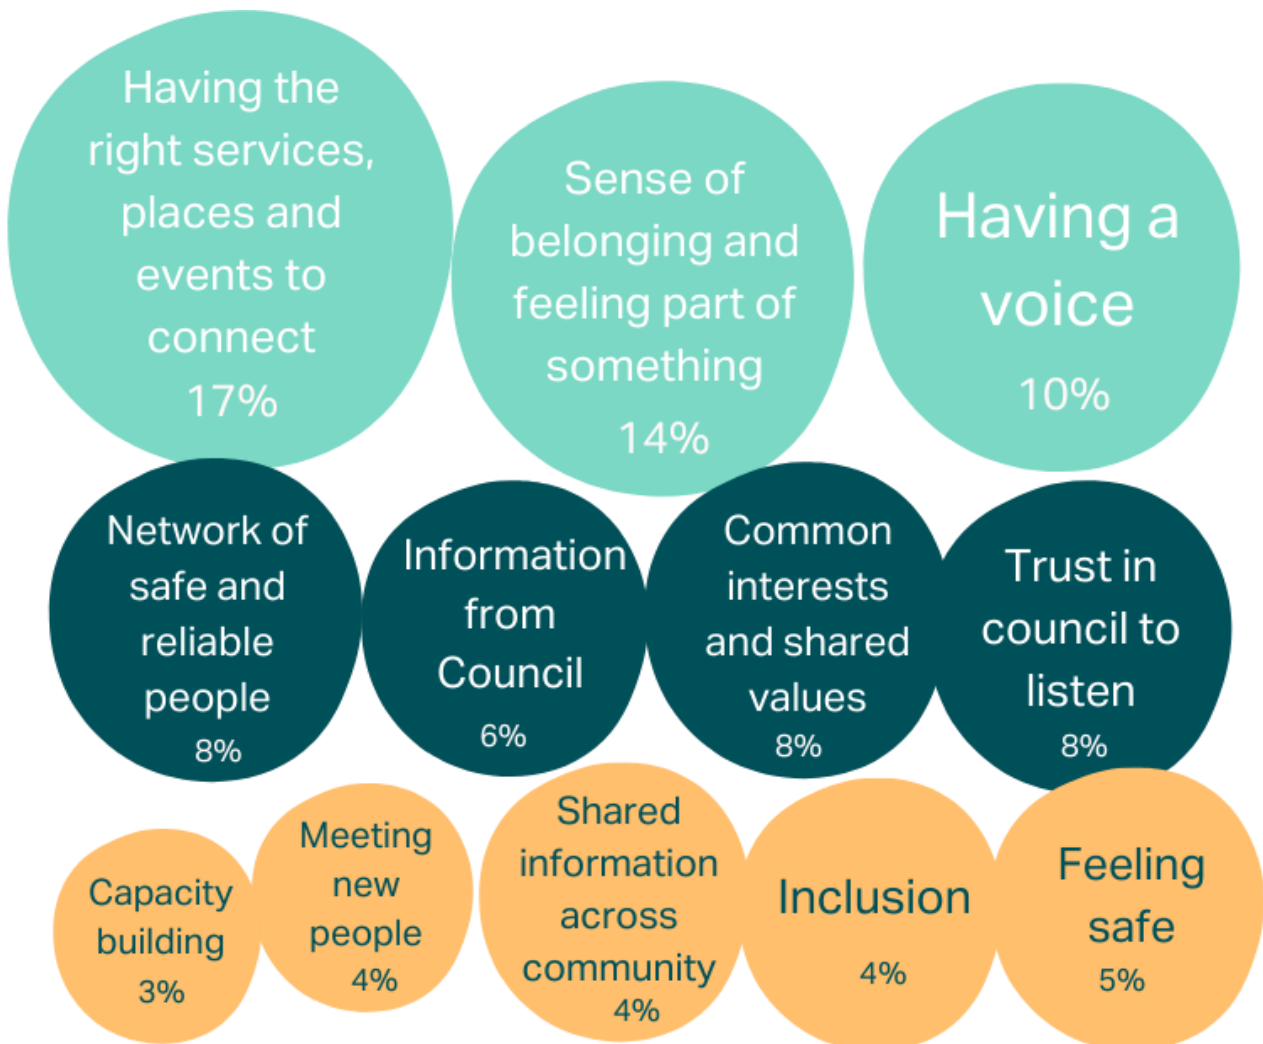 Having the
right services,
places and
events to
connect
17%
Sense of
belonging and
feeling part of
something
14%
Having a
voice
10%
Network of
safe and
reliable
people
8%
Information
from
Council
6%
Common
interests
and shared
values
8%
Trust in
council to
listen
8%
Capacity
building
3%
Meeting
new
people
4%
Shared
information
across
community
4%
Inclusion
4%
Feeling
safe
5%